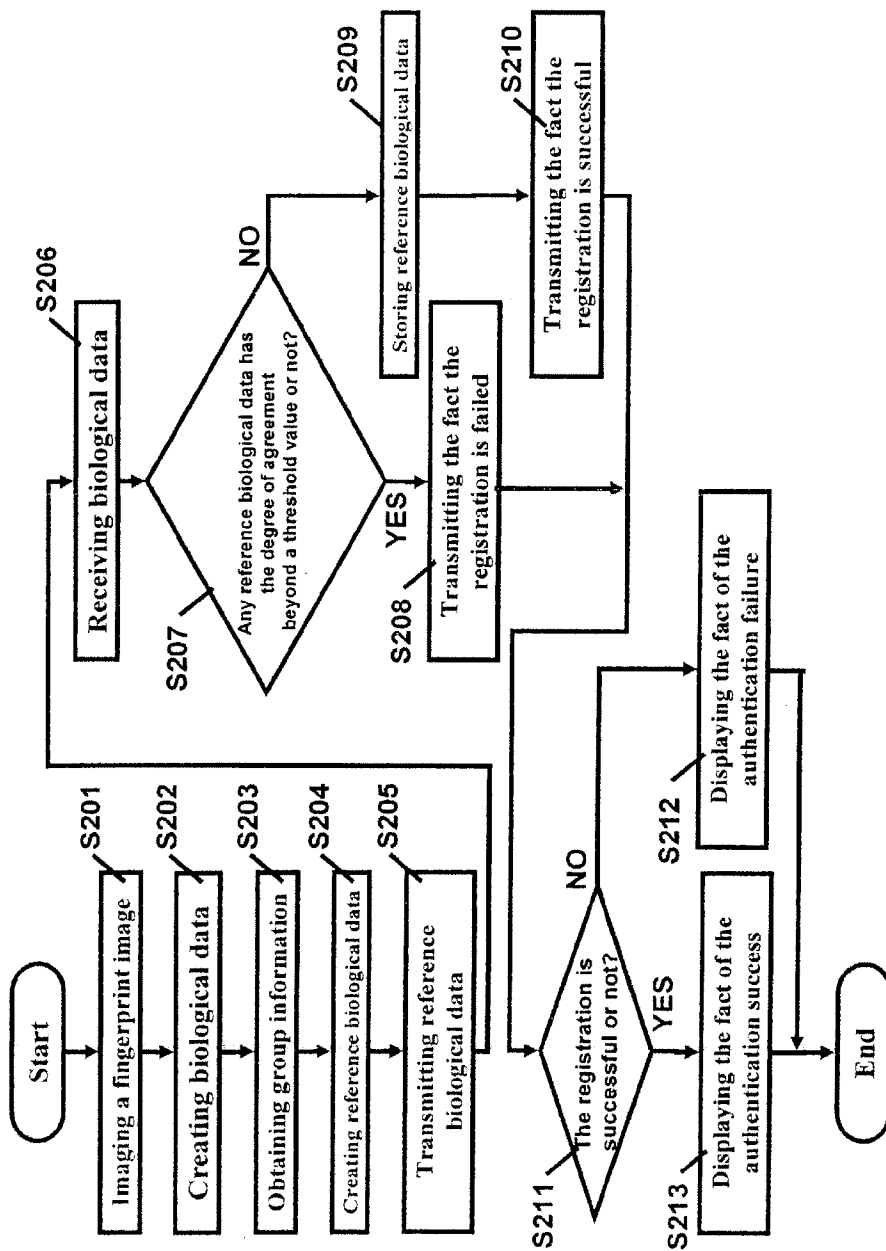 Start
S201
Imaging a fingerprint image
S202
Creating biological data
S203
Obtaining group information
S204
Creating reference biological data
S205
Transmitting reference
biological data
S206
Receiving biological data
S207
Any reference biological data has
the degree of agreement
beyond a threshold value or not?
NO
YES
S208
Transmitting the fact the
registration is failed
S209
Storing reference biological data
S210
Transmitting the fact the
registration is successful
S211
The registration is
successful or not?
NO
YES
S212
Displaying the fact of the
authentication failure
S213
Displaying the fact of the
authentication success
End